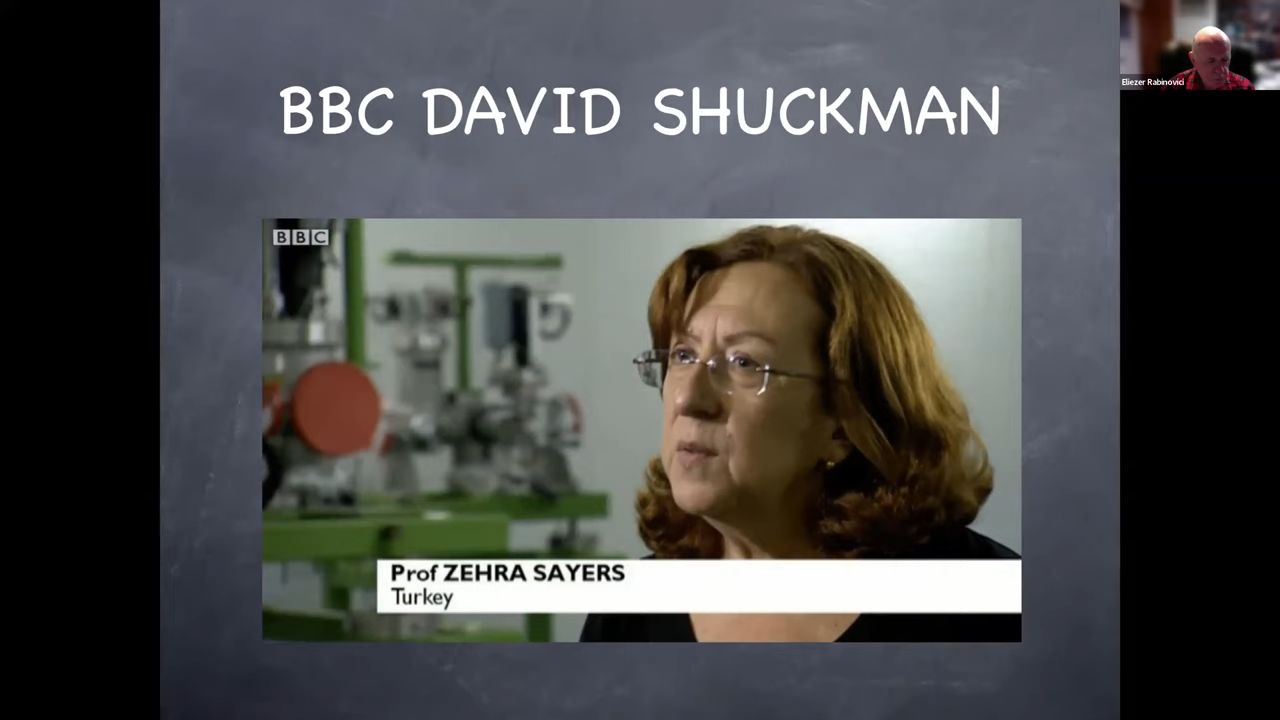 BBC DAVID SHUCKMAN
Eliezer Rabinovici
BBC
Prof ZEHRA SAYERS
Turkey